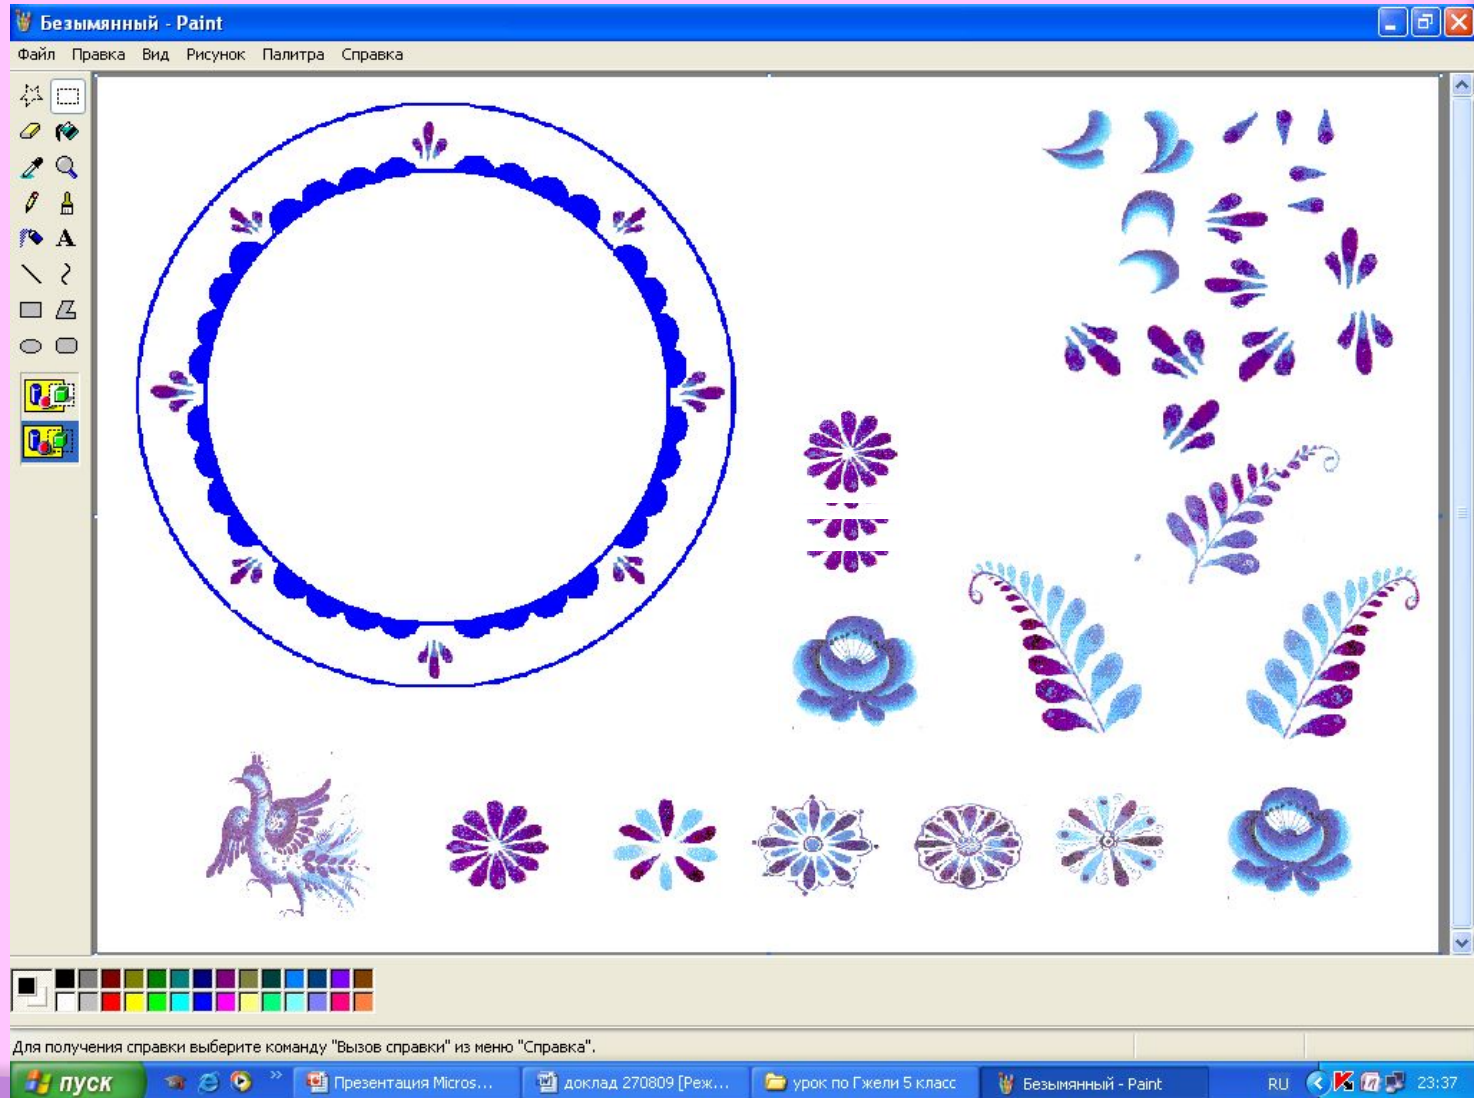 Безымянный - Paint
Файл Правка Вид Рисунок Палитра Справка
A
Для получения справки выберите команду "Вызов справки" из меню "Справка".
пуск
»
Презентация Micros...
доклад 270809 [Реж...
урок по Гжели 5 класс
Безымянный - Paint
RU
23:37